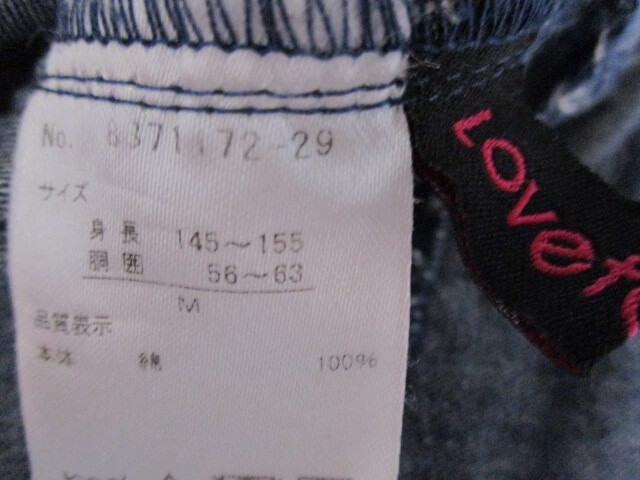 No. 8371172-29
サイズ
身長 145～155
胴囲 56～63
M
品質表示
本体 綿 100%
Lovet